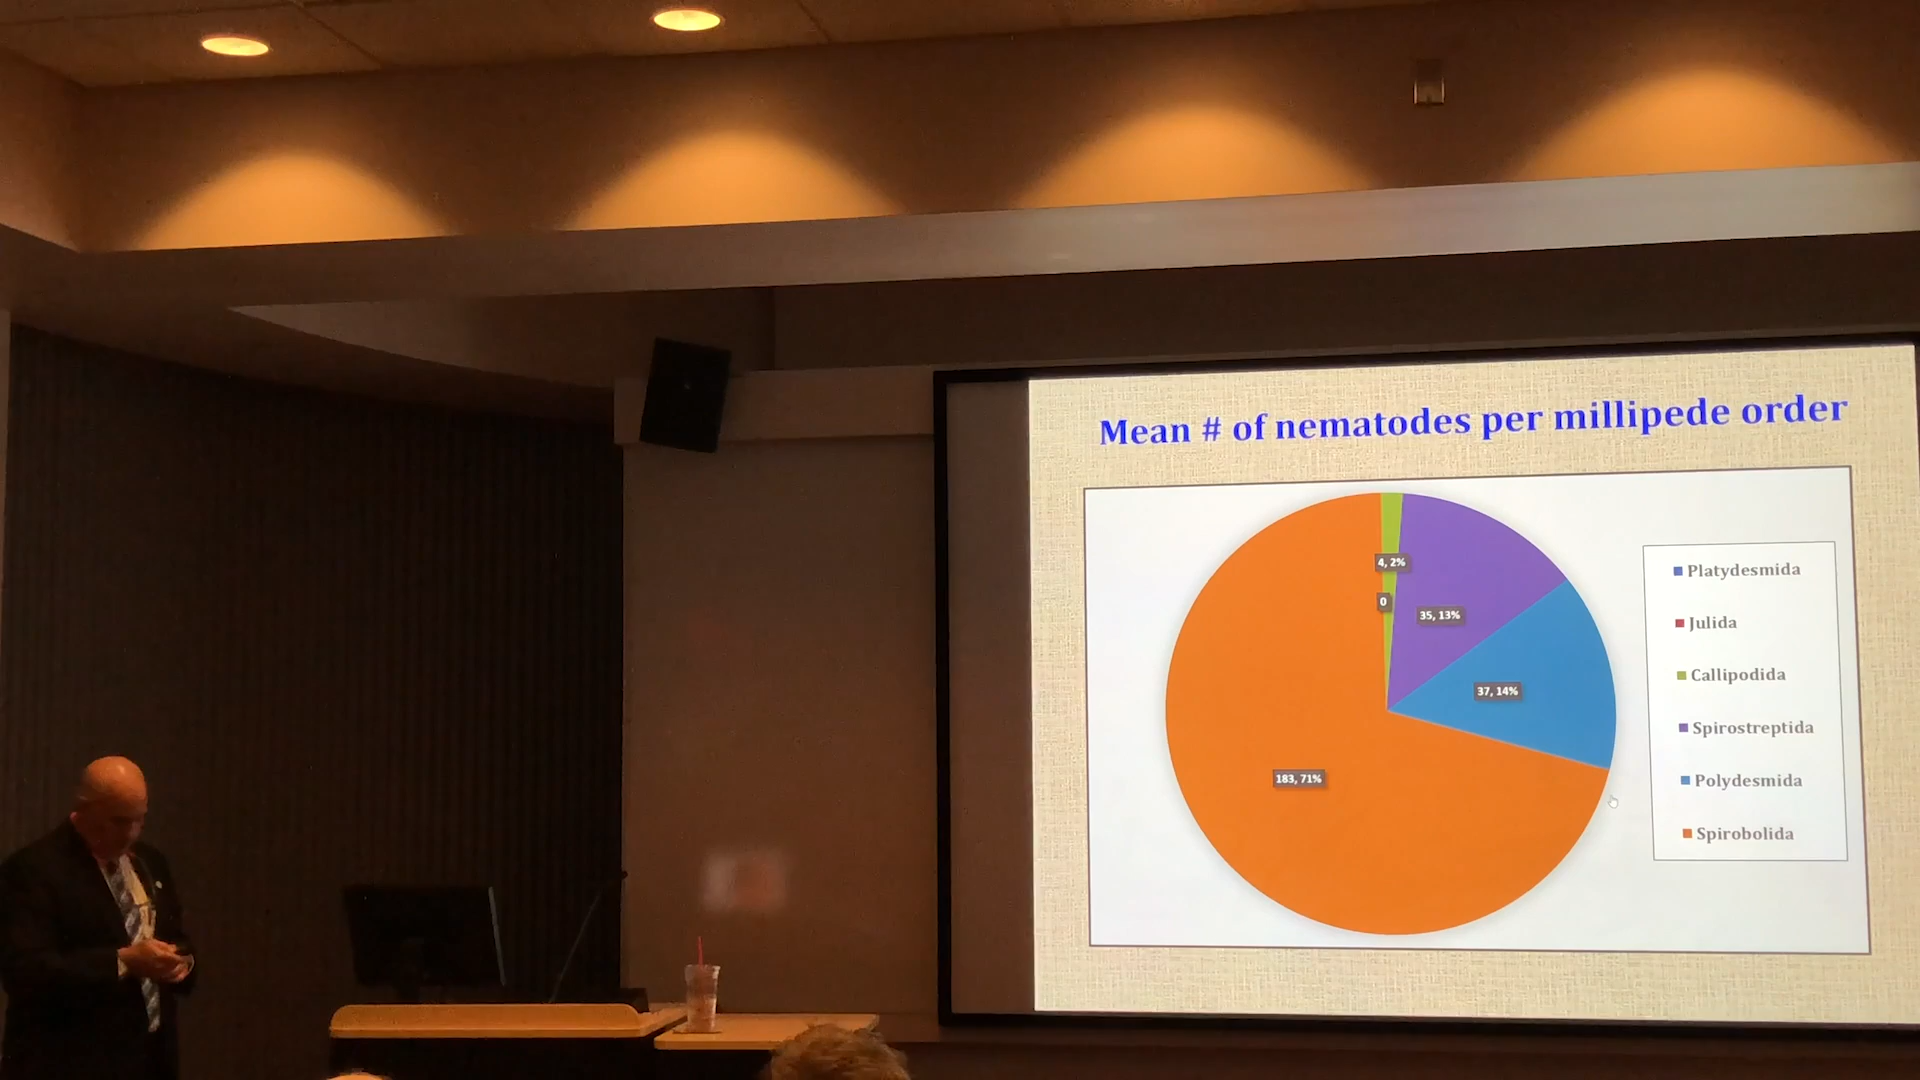 Mean # of nematodes per millipede order
4, 2%
0
35, 13%
37, 14%
183, 71%
Platydesmida
Julida
Callipodida
Spirostreptida
Polydesmida
Spirobolida